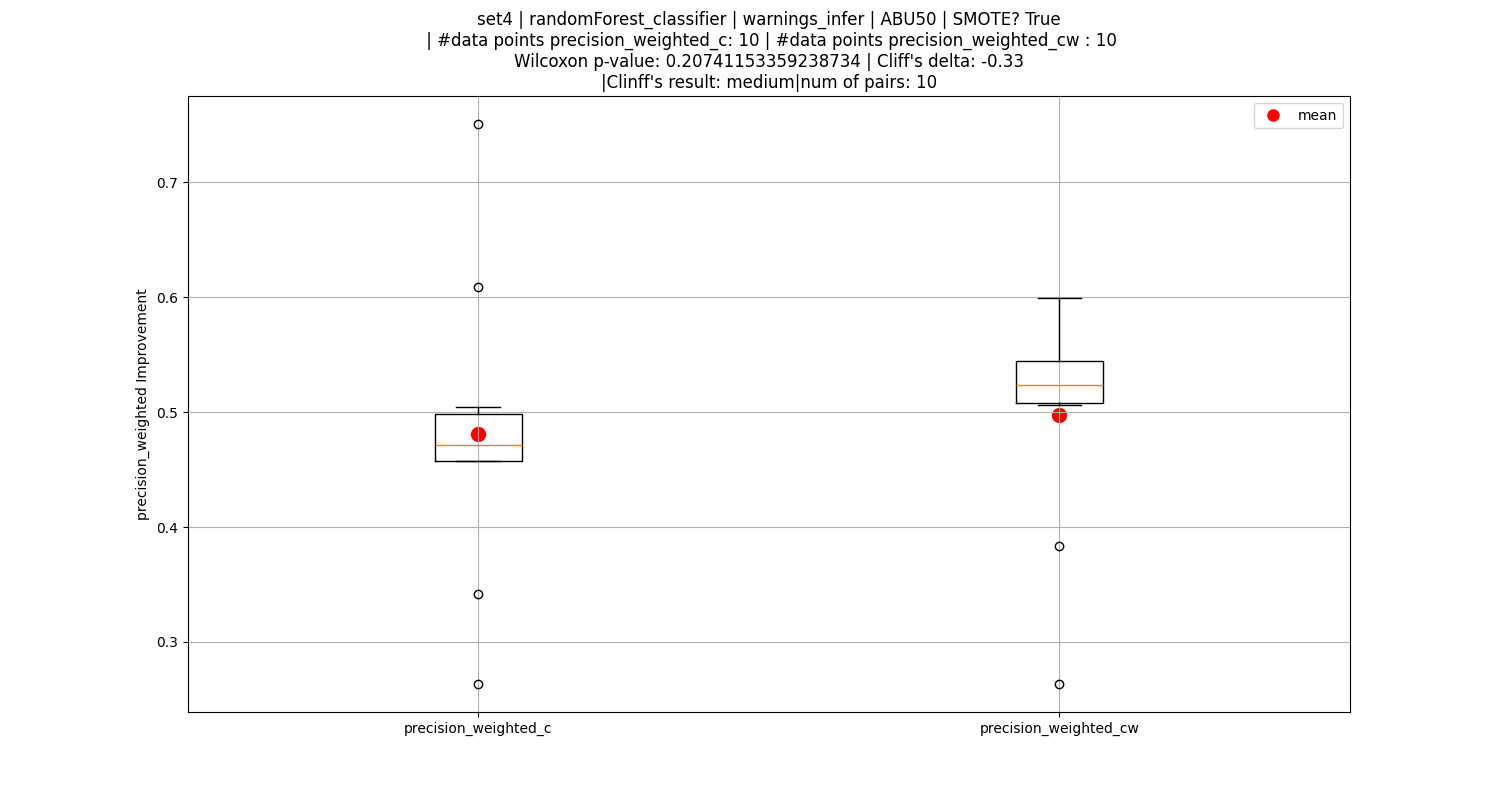 set4 | randomForest_classifier | warnings_infer | ABU50 | SMOTE? True
| #data points precision_weighted_c: 10 | #data points precision_weighted_cw : 10
Wilcoxon p-value: 0.20741153359238734 | Cliff's delta: -0.33
|Clinff's result: medium|num of pairs: 10
mean
0.7
0.6
0.5
0.4
0.3
precision_weighted Improvement
precision_weighted_c
precision_weighted_cw